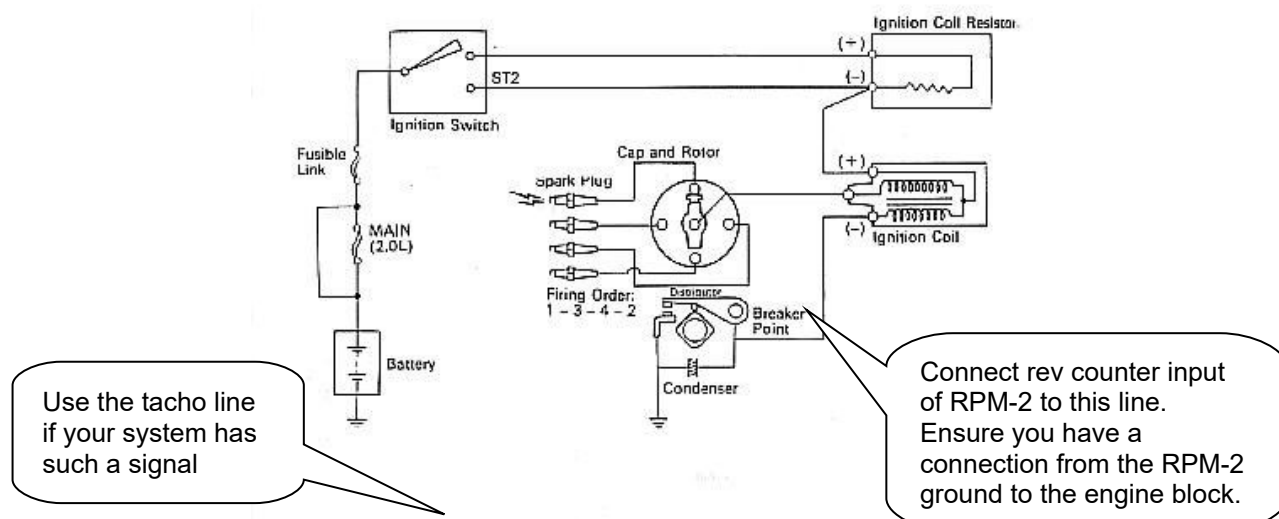 Ignition Coil Resistor
(+)
(-)
ST2
Ignition Switch
Fusible
Link
Cap and Rotor
Spark Plug
(+)
(-)
Ignition Coil
MAIN
(2.0L)
Firing Order:
1 - 3 - 4 - 2
Distributor
Breaker
Point
Condenser
Battery
Use the tacho line
if your system has
such a signal
Connect rev counter input
of RPM-2 to this line.
Ensure you have a
connection from the RPM-2
ground to the engine block.